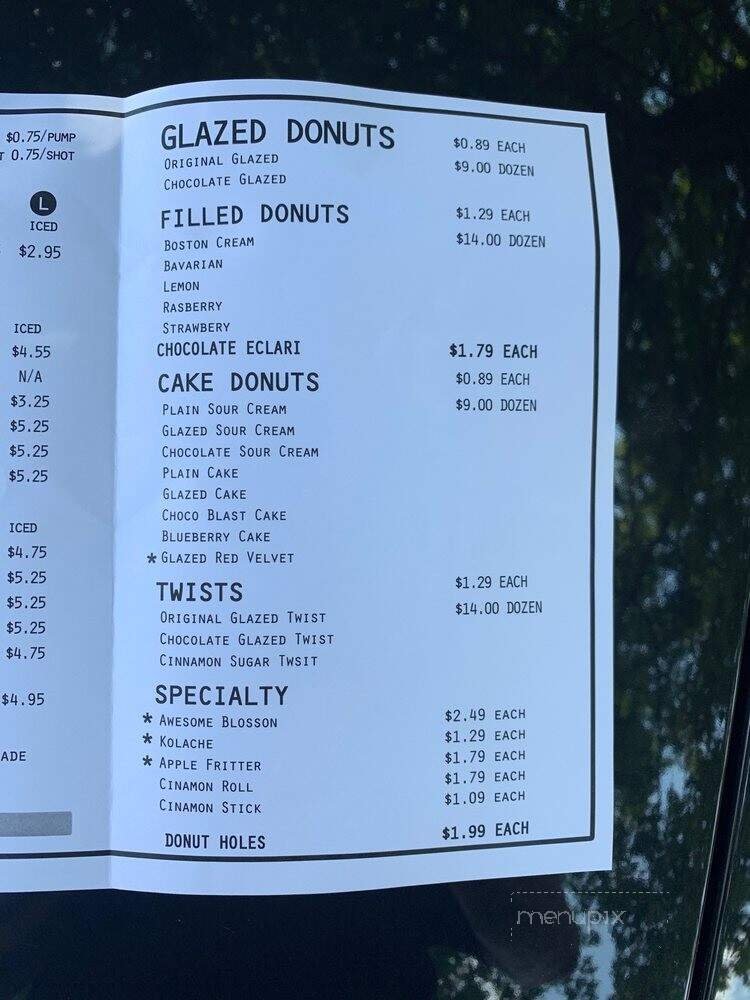 $0.75/PUMP
T 0.75/SHOT
L
ICED
$2.95
ICED
$4.55
N/A
$3.25
$5.25
$5.25
$5.25
ICED
$4.75
$5.25
$5.25
$5.25
$4.75
$4.95
ADE
GLAZED DONUTS $0.89 EACH
ORIGINAL GLAZED $9.00 DOZEN
CHOCOLATE GLAZED
FILLED DONUTS $1.29 EACH
BOSTON CREAM $14.00 DOZEN
BAVARIAN
LEMON
RASBERRY
STRAWBERY
CHOCOLATE ECLARI $1.79 EACH
CAKE DONUTS $0.89 EACH
PLAIN SOUR CREAM $9.00 DOZEN
GLAZED SOUR CREAM
CHOCOLATE SOUR CREAM
PLAIN CAKE
GLAZED CAKE
CHOCO BLAST CAKE
BLUEBERRY CAKE
* GLAZED RED VELVET
TWISTS $1.29 EACH
ORIGINAL GLAZED TWIST $14.00 DOZEN
CHOCOLATE GLAZED TWIST
CINNAMON SUGAR TWSIT
SPECIALTY
* AWESOME BLOSSON $2.49 EACH
* KOLACHE $1.29 EACH
* APPLE FRITTER $1.79 EACH
CINAMON ROLL $1.79 EACH
CINAMON STICK $1.09 EACH
DONUT HOLES $1.99 EACH
menupix